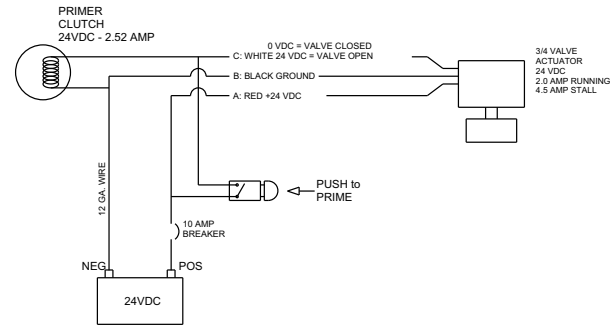 PRIMER
CLUTCH
24VDC - 2.52 AMP
0 VDC = VALVE CLOSED
C: WHITE 24 VDC = VALVE OPEN
B: BLACK GROUND
A: RED +24 VDC
3/4 VALVE
ACTUATOR
24 VDC
2.0 AMP RUNNING
4.5 AMP STALL
12 GA. WIRE
PUSH to
PRIME
10 AMP
BREAKER
NEG
POS
24VDC